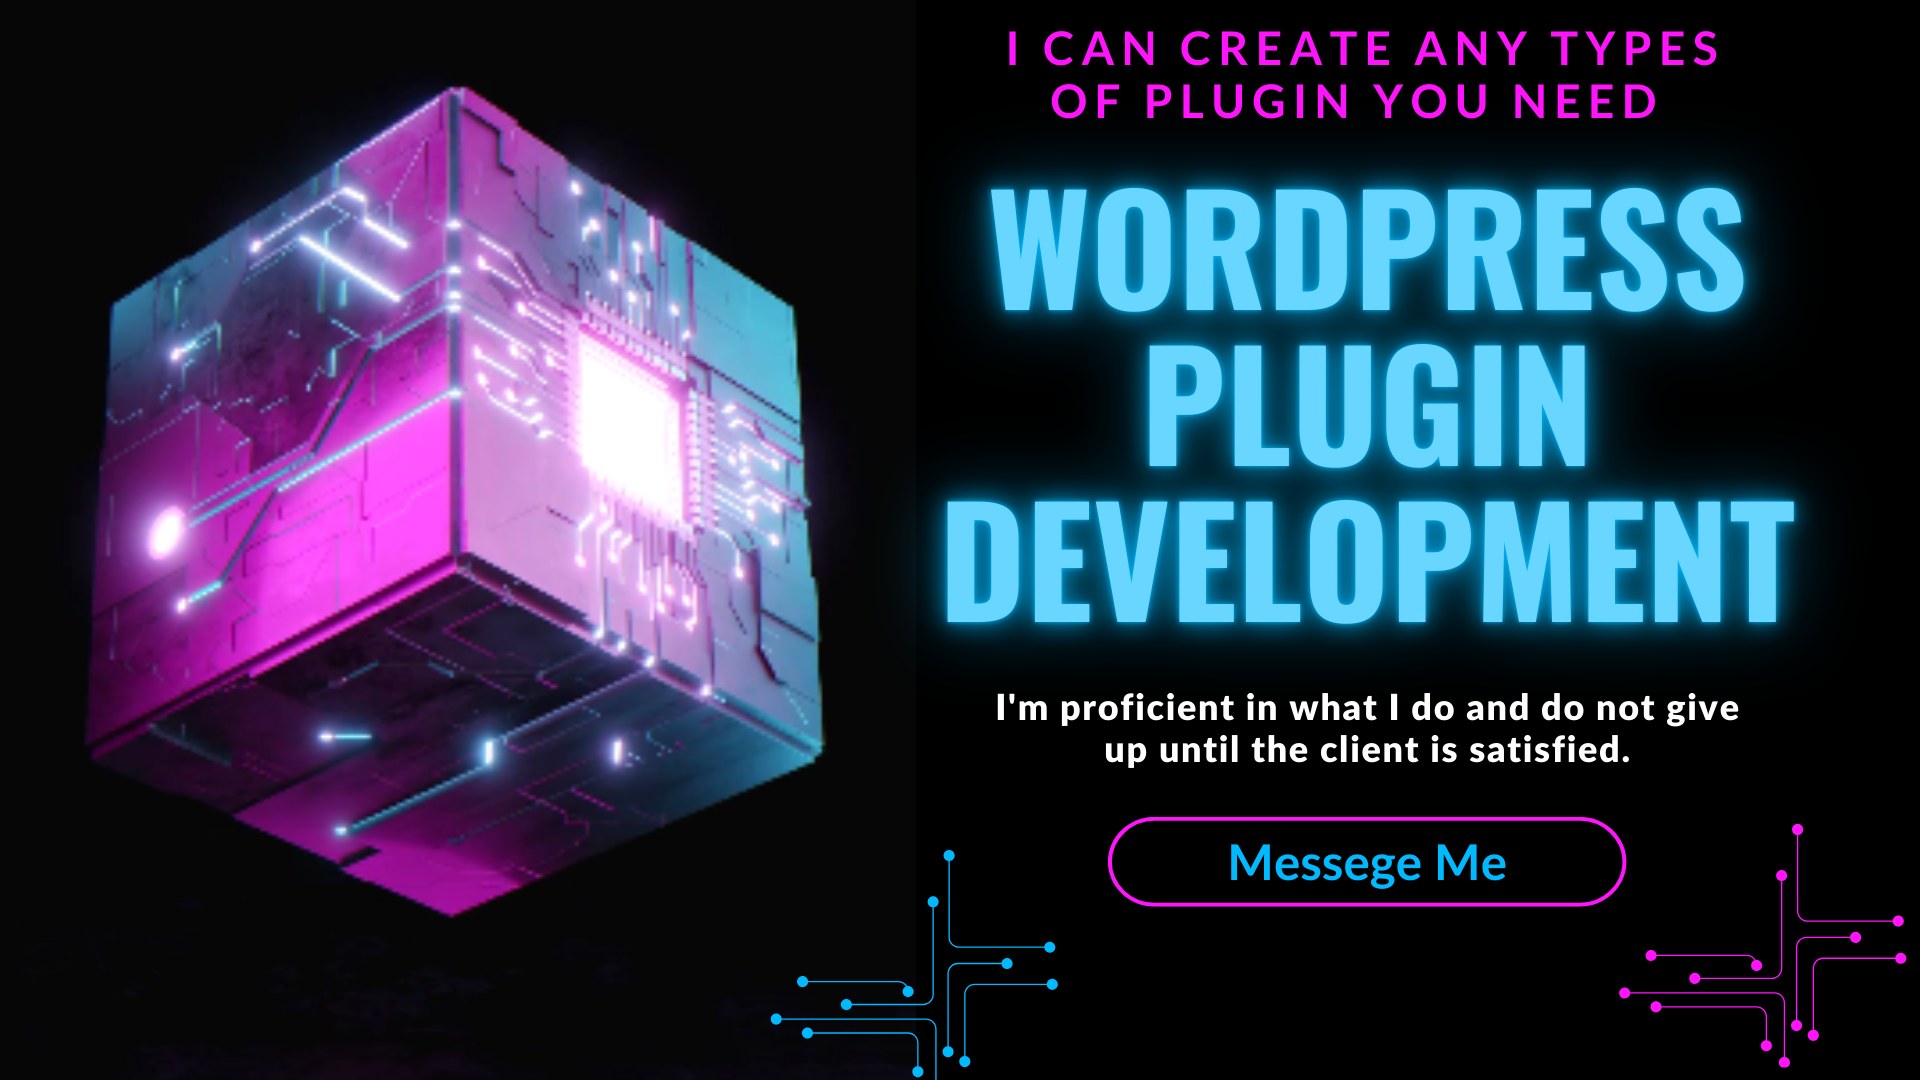 I CAN CREATE ANY TYPES
OF PLUGIN YOU NEED
WORDPRESS
PLUGIN
DEVELOPMENT
I'm proficient in what I do and do not give
up until the client is satisfied.
Messege Me